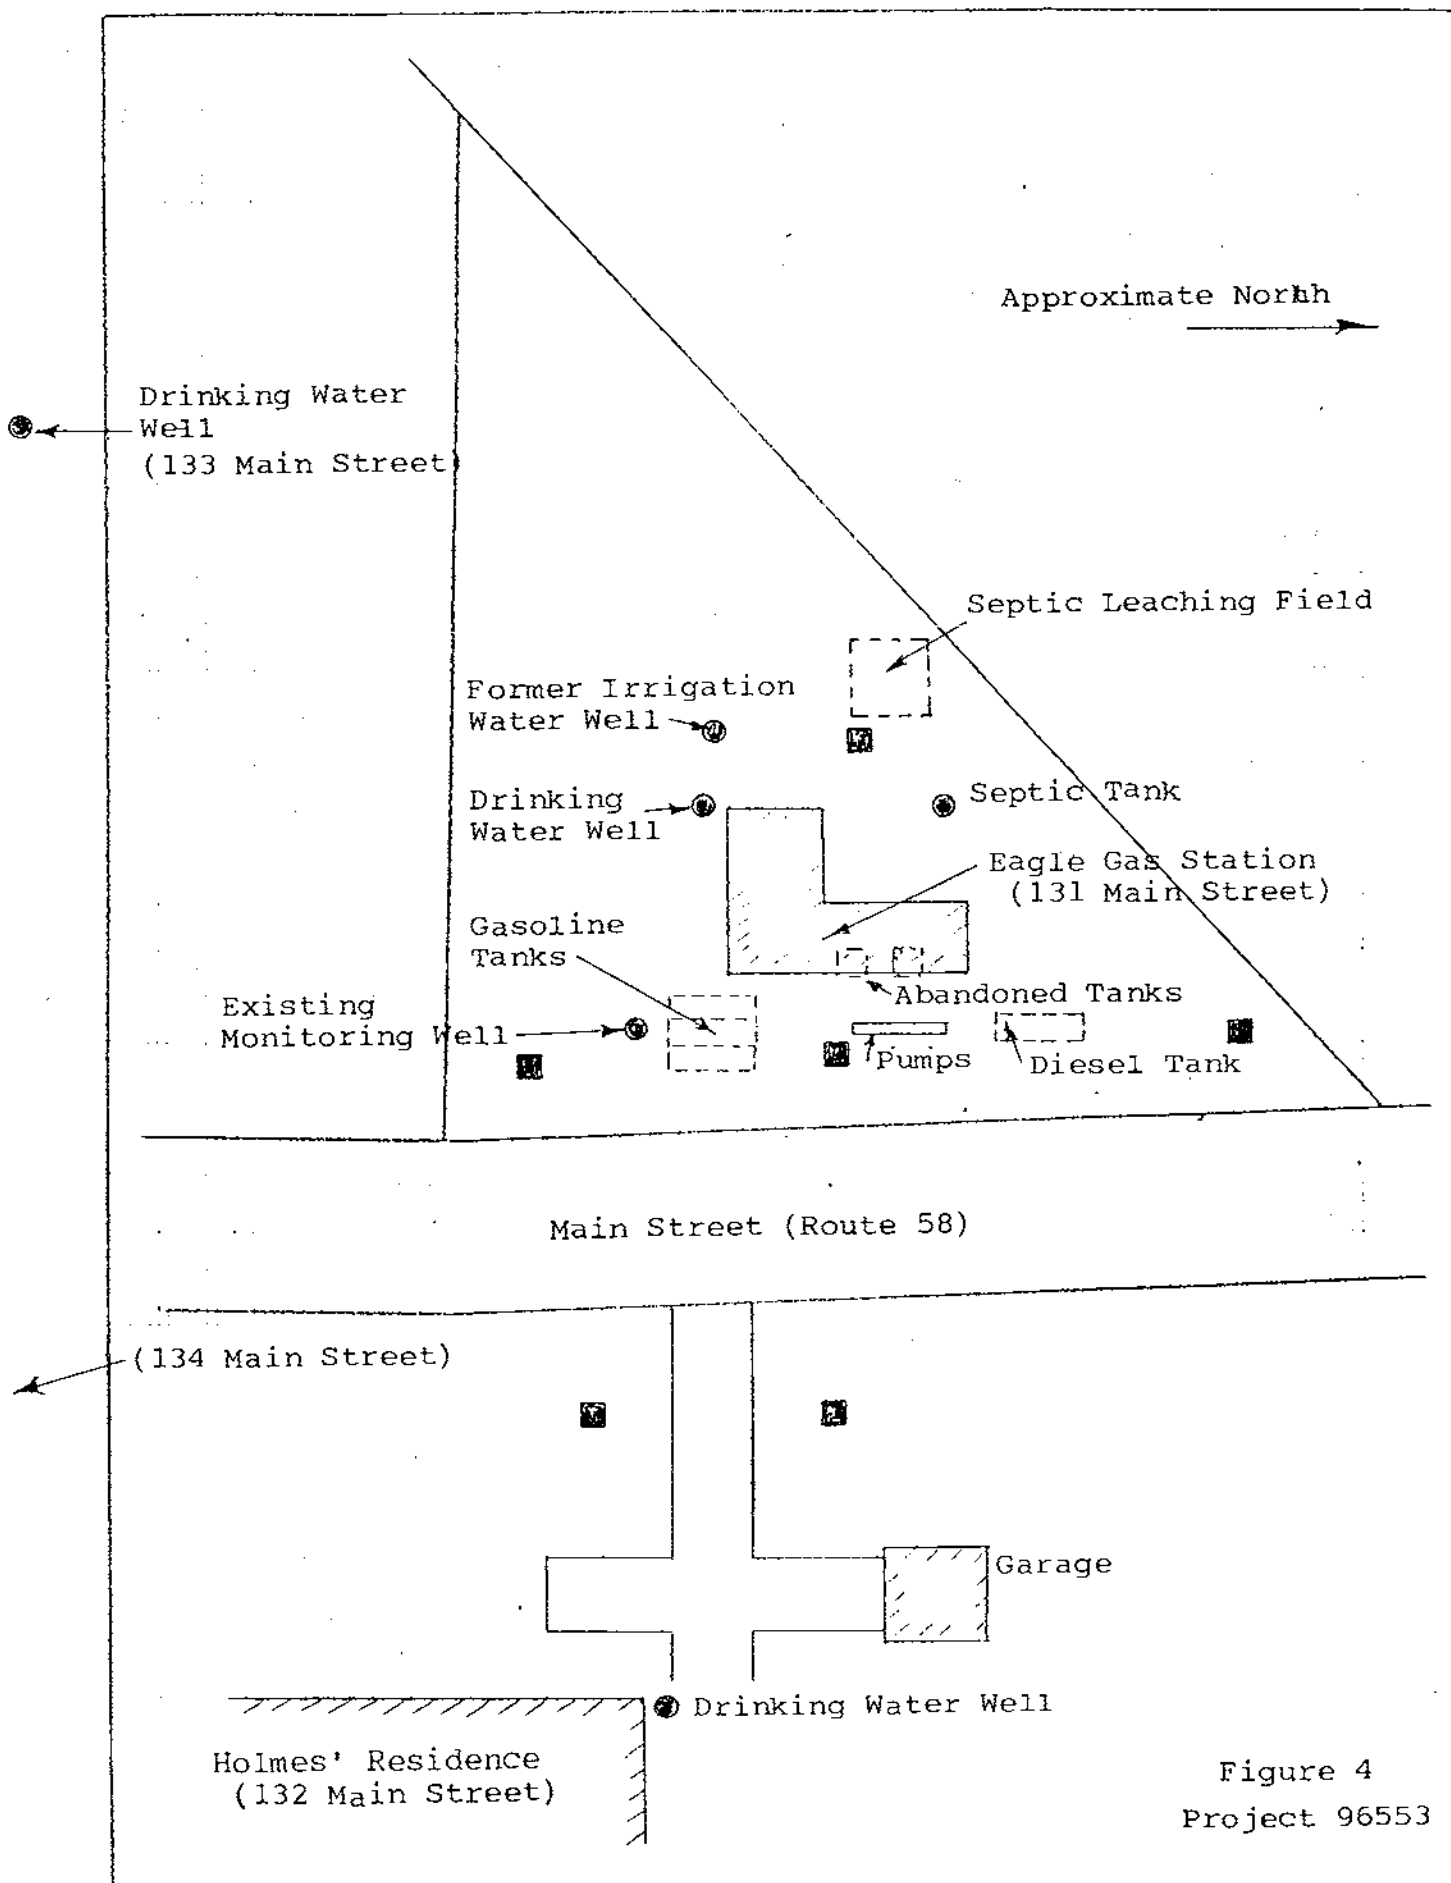 Approximate Norhh
Drinking Water
Well
(133 Main Street)
Septic Leaching Field
Former Irrigation
Water Well
Drinking
Water Well
Septic Tank
Eagle Gas Station
(131 Main Street)
Gasoline
Tanks
Abandoned Tanks
Existing
Monitoring Well
Pumps
Diesel Tank
Main Street (Route 58)
(134 Main Street)
Garage
Drinking Water Well
Holmes' Residence
(132 Main Street)
Figure 4
Project 96553